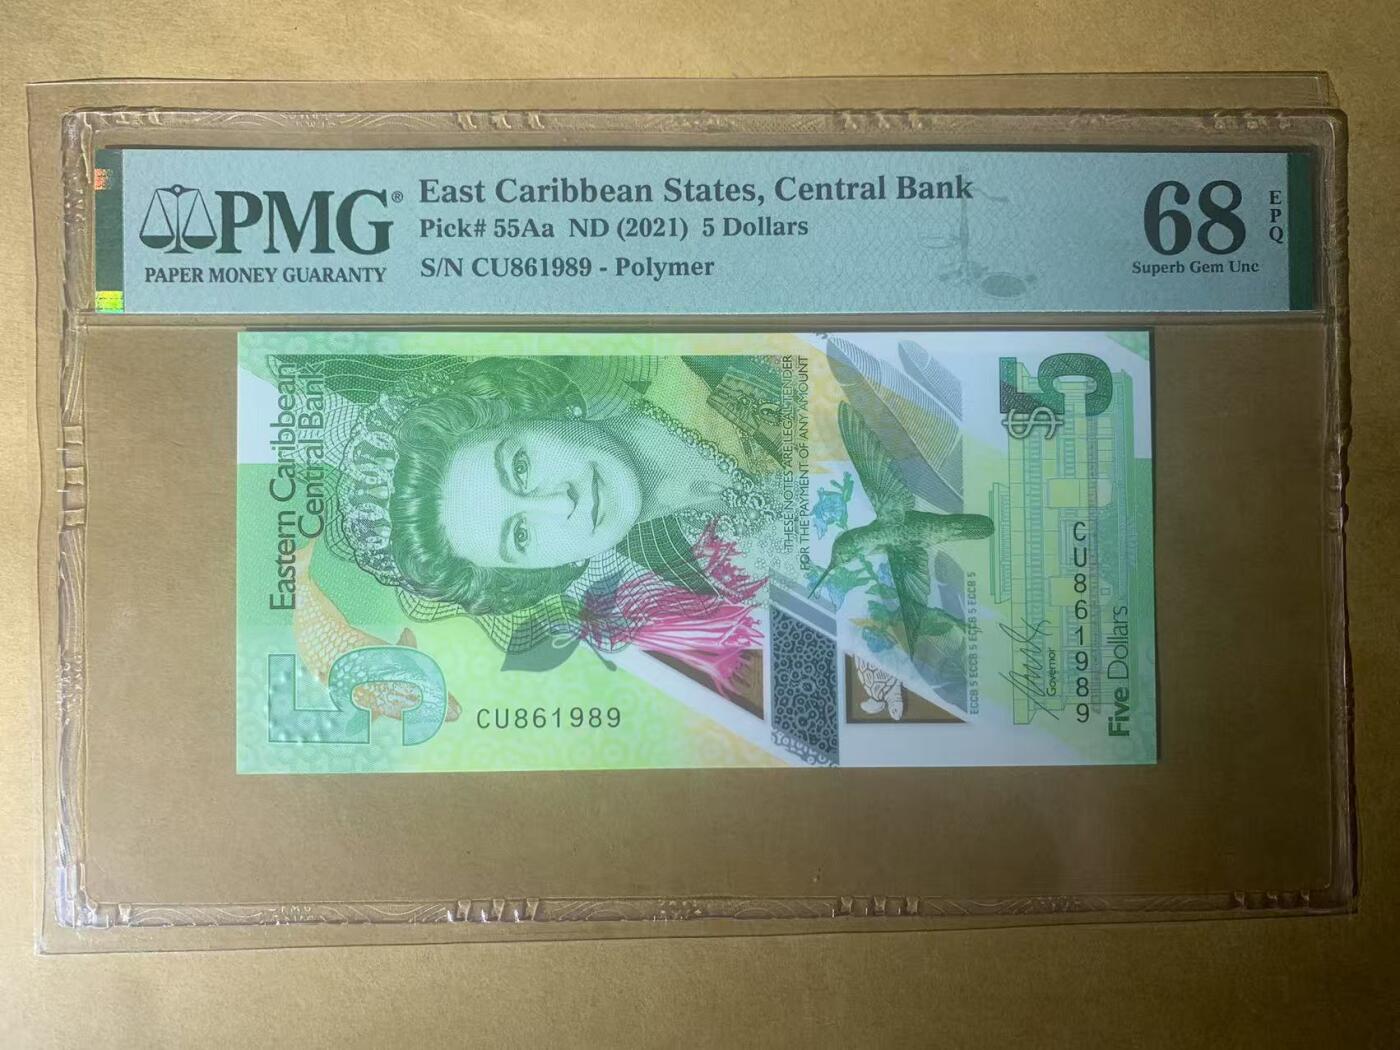 PMG®
PAPER MONEY GUARANTY
East Caribbean States, Central Bank
Pick# 55Aa ND (2021) 5 Dollars
S/N CU861989 - Polymer
68
EPQ
Superb Gem Unc
Eastern Caribbean
Central Bank
5
CU861989
THESE NOTES ARE LEGAL TENDER
FOR THE PAYMENT OF ANY AMOUNT
ECCB 5 ECCB 5 ECCB 5 ECCB 5
$5
Governor
CU861989
Five Dollars